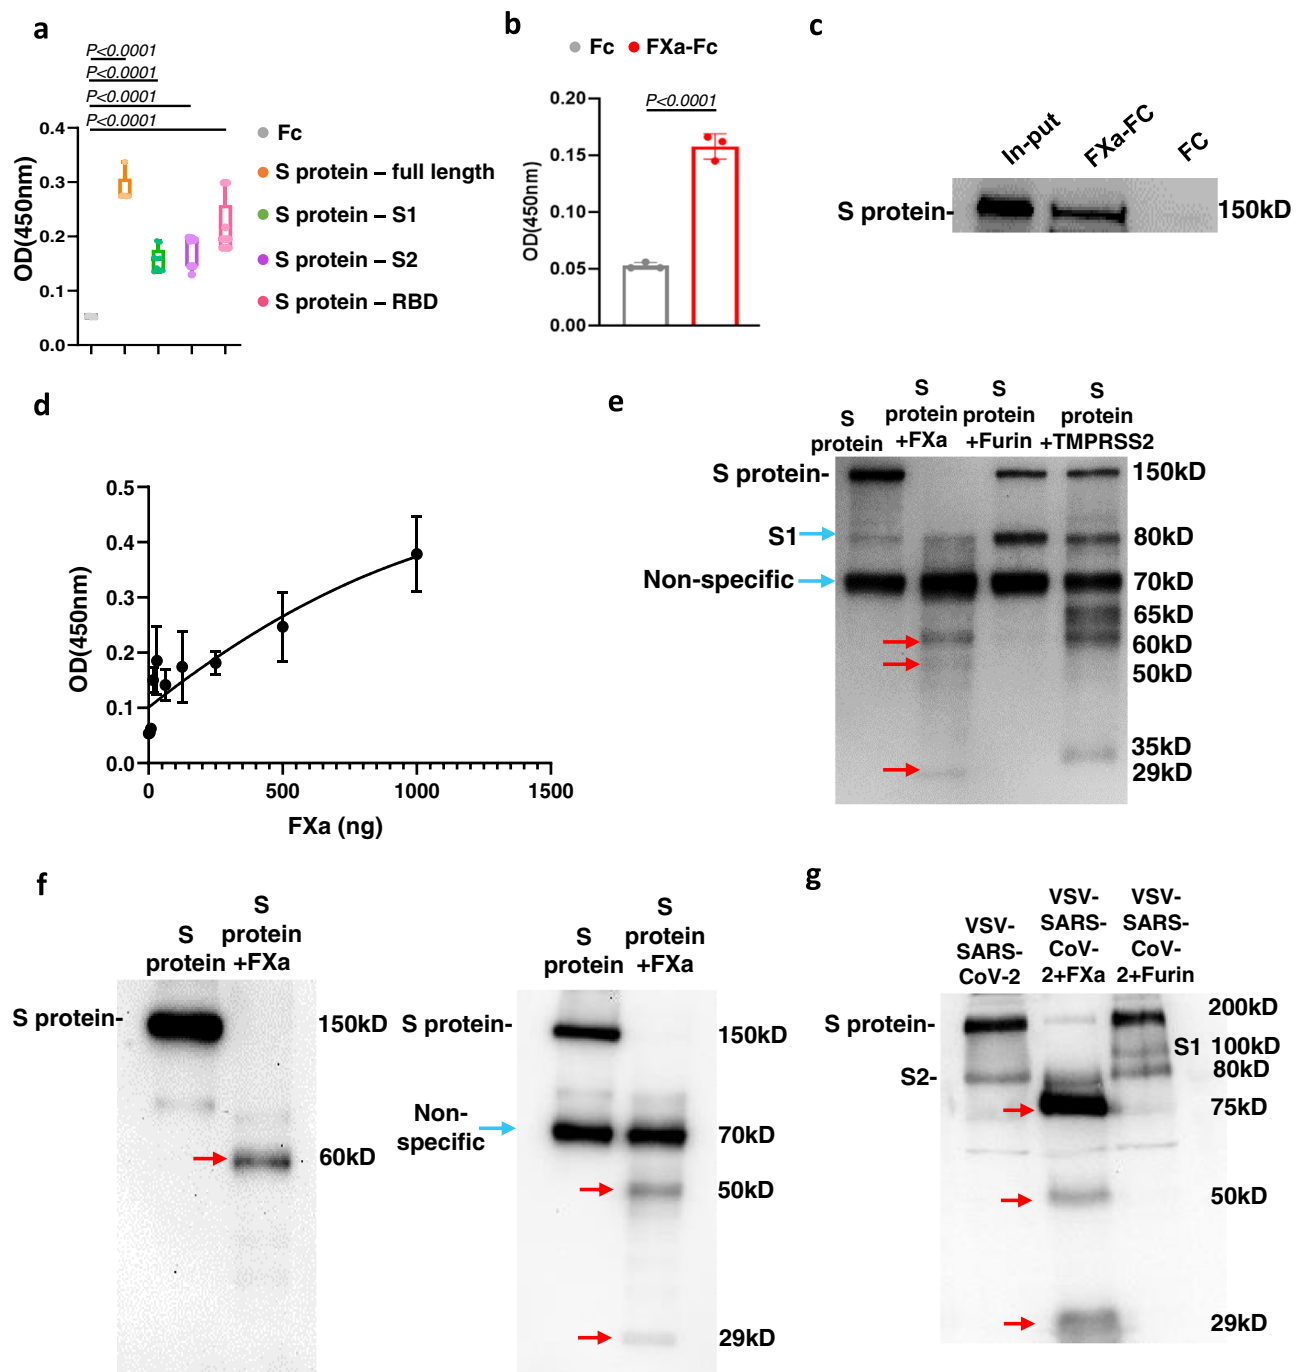 a
P<0.0001
P<0.0001
P<0.0001
P<0.0001
OD(450nm)
0.4
0.3
0.2
0.1
0.0
Fc
S protein – full length
S protein – S1
S protein – S2
S protein – RBD
b
Fc FXa-Fc
P<0.0001
OD(450nm)
0.20
0.15
0.10
0.05
0.00
c
In-put FXa-FC FC
S protein- 150kD
d
OD(450nm)
0.5
0.4
0.3
0.2
0.1
0.0
0 500 1000 1500
FXa (ng)
e
S
protein
S
protein
+FXa
S
protein
+Furin
S
protein
+TMPRSS2
S protein- 150kD
S1 80kD
Non-specific 70kD
65kD
60kD
50kD
35kD
29kD
f
S
protein
S
protein
+FXa
S protein- 150kD
60kD
S
protein
S
protein
+FXa
S protein- 150kD
Non-
specific
70kD
50kD
29kD
g
VSV-
SARS-
CoV-2
VSV-
SARS-
CoV-
2+FXa
VSV-
SARS-
CoV-
2+Furin
S protein- 200kD
S1 100kD
S2- 80kD
75kD
50kD
29kD